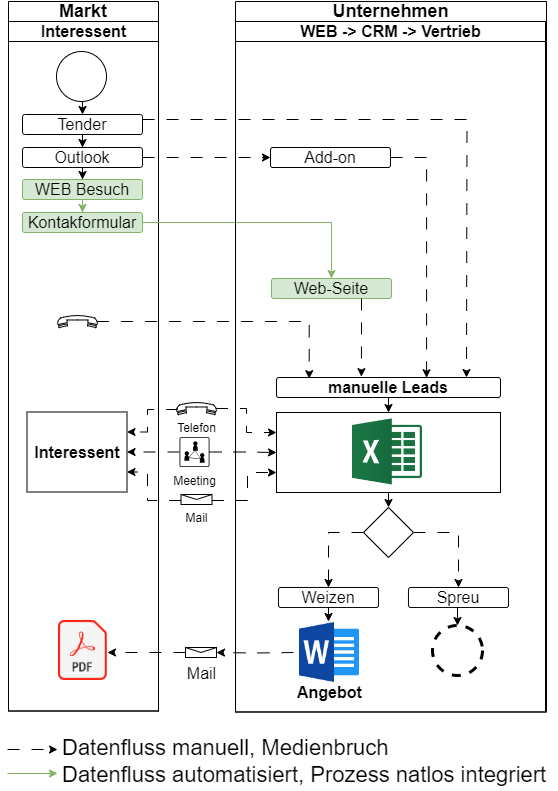 Markt
Unternehmen
Interessent
WEB -> CRM -> Vertrieb
Tender
Outlook
Add-on
WEB Besuch
Kontakformular
Web-Seite
manuelle Leads
Telefon
Interessent
X
Meeting
Mail
Weizen
Spreu
PDF
W
Mail
Angebot
Datenfluss manuell, Medienbruch
Datenfluss automatisiert, Prozess natlos integriert